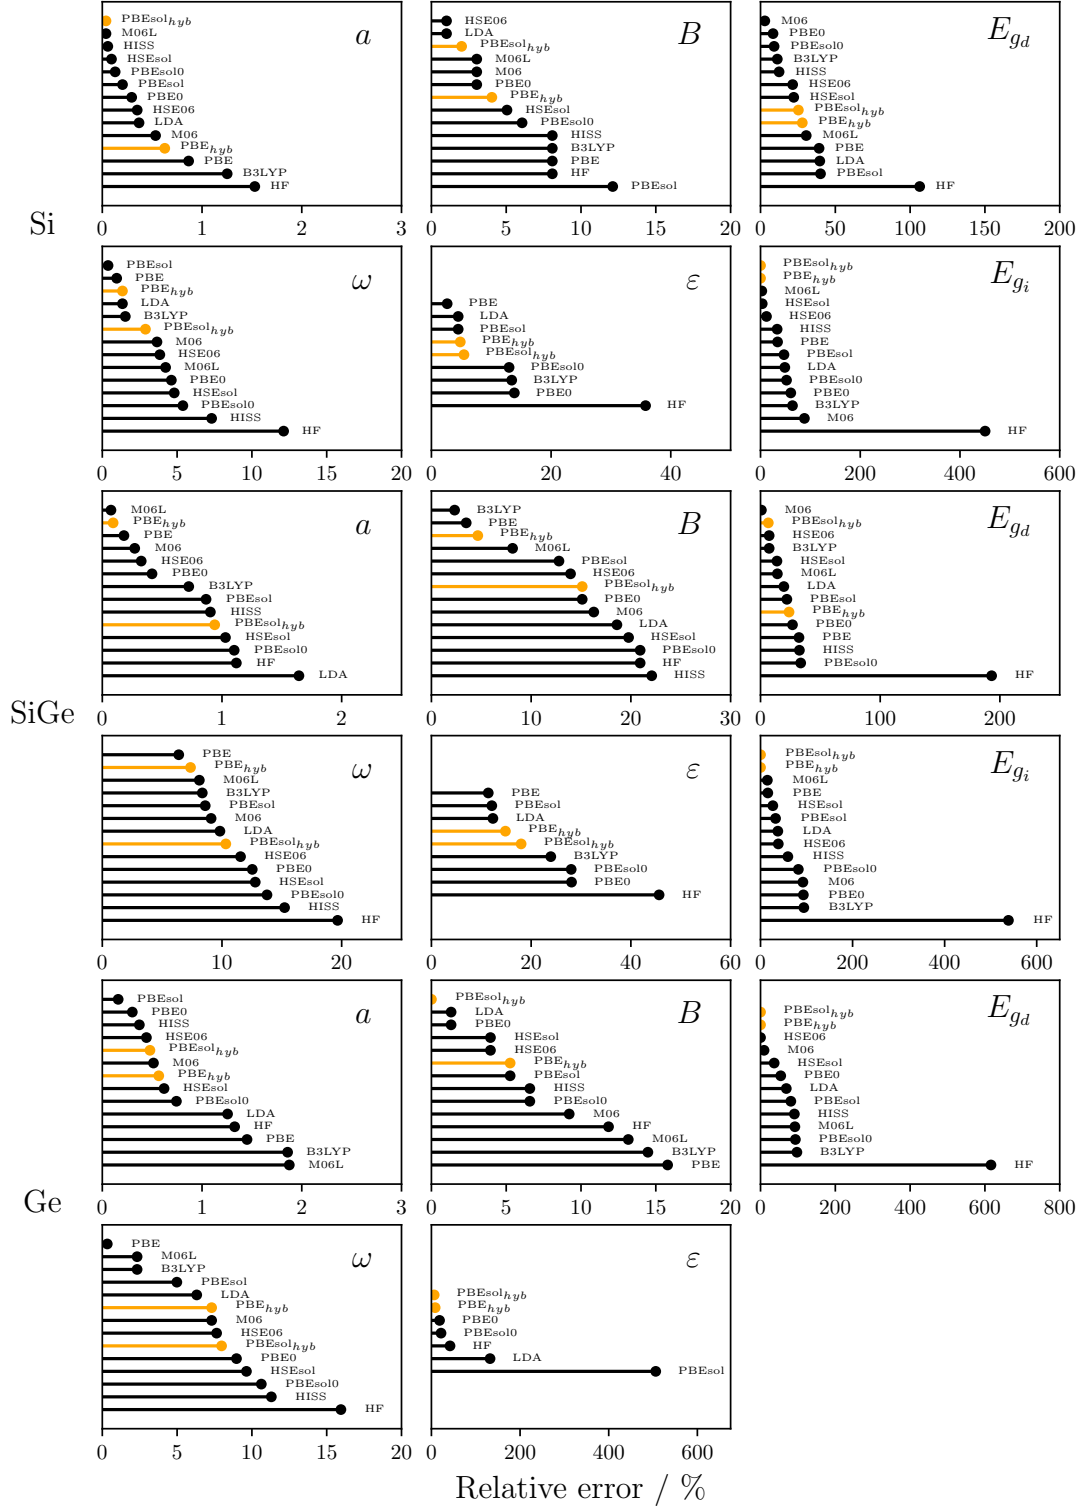 a
PBEsol_hyb
M06L
HISS
HSEsol
PBEsol0
PBEsol
PBE0
HSE06
LDA
M06
PBE_hyb
PBE
B3LYP
HF
0 1 2 3
B
HSE06
LDA
PBEsol_hyb
M06L
M06
PBE0
PBE_hyb
HSEsol
PBEsol0
HISS
B3LYP
PBE
HF
PBEsol
0 5 10 15 20
E_{g_d}
M06
PBE0
PBEsol0
B3LYP
HISS
HSE06
HSEsol
PBEsol_hyb
PBE_hyb
M06L
PBE
LDA
PBEsol
HF
0 50 100 150 200
Si
ω
PBEsol
PBE
PBE_hyb
LDA
B3LYP
PBEsol_hyb
M06
HSE06
M06L
PBE0
HSEsol
PBEsol0
HISS
HF
0 5 10 15 20
ε
PBE
LDA
PBEsol
PBE_hyb
PBEsol_hyb
PBEsol0
B3LYP
PBE0
HF
0 20 40
E_{g_i}
PBEsol_hyb
PBE_hyb
M06L
HSEsol
HSE06
HISS
PBE
PBEsol
LDA
PBEsol0
PBE0
B3LYP
M06
HF
0 200 400 600
a
M06L
PBE_hyb
PBE
M06
HSE06
PBE0
B3LYP
PBEsol
HISS
PBEsol_hyb
HSEsol
PBEsol0
HF
LDA
0 1 2
B
B3LYP
PBE
PBE_hyb
M06L
PBEsol
HSE06
PBEsol_hyb
PBE0
M06
LDA
HSEsol
PBEsol0
HF
HISS
0 10 20 30
E_{g_d}
M06
PBEsol_hyb
HSE06
B3LYP
HSEsol
M06L
LDA
PBEsol
PBE_hyb
PBE0
PBE
HISS
PBEsol0
HF
0 100 200
SiGe
ω
PBE
PBE_hyb
M06L
B3LYP
PBEsol
M06
LDA
PBEsol_hyb
HSE06
PBE0
HSEsol
PBEsol0
HISS
HF
0 10 20
ε
PBE
PBEsol
LDA
PBE_hyb
PBEsol_hyb
B3LYP
PBEsol0
PBE0
HF
0 20 40 60
E_{g_i}
PBEsol_hyb
PBE_hyb
M06L
PBE
HSEsol
PBEsol
LDA
HSE06
HISS
PBEsol0
M06
PBE0
B3LYP
HF
0 200 400 600
a
PBEsol
PBE0
HISS
HSE06
PBEsol_hyb
M06
PBE_hyb
HSEsol
PBEsol0
LDA
HF
PBE
B3LYP
M06L
0 1 2 3
B
PBEsol_hyb
LDA
PBE0
HSEsol
HSE06
PBE_hyb
PBEsol
HISS
PBEsol0
M06
HF
M06L
B3LYP
PBE
0 5 10 15 20
E_{g_d}
PBEsol_hyb
PBE_hyb
HSE06
M06
HSEsol
PBE0
LDA
PBEsol
HISS
M06L
PBEsol0
B3LYP
HF
0 200 400 600 800
Ge
ω
PBE
M06L
B3LYP
PBEsol
LDA
PBE_hyb
M06
HSE06
PBEsol_hyb
PBE0
HSEsol
PBEsol0
HISS
HF
0 5 10 15 20
ε
PBEsol_hyb
PBE_hyb
PBE0
PBEsol0
HF
LDA
PBEsol
0 200 400 600
Relative error / %